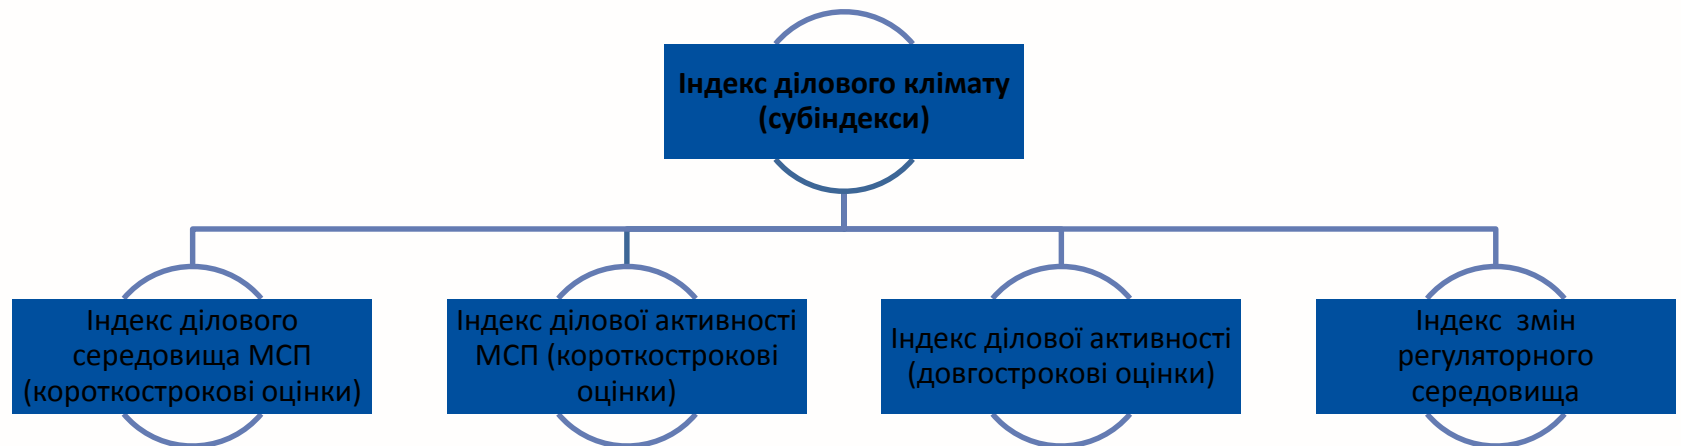 Індекс ділового клімату
(субіндекси)
Індекс ділового
середовища МСП
(короткострокові оцінки)
Індекс ділової активності
МСП (короткострокові
оцінки)
Індекс ділової активності
(довгострокові оцінки)
Індекс  змін
регуляторного
середовища